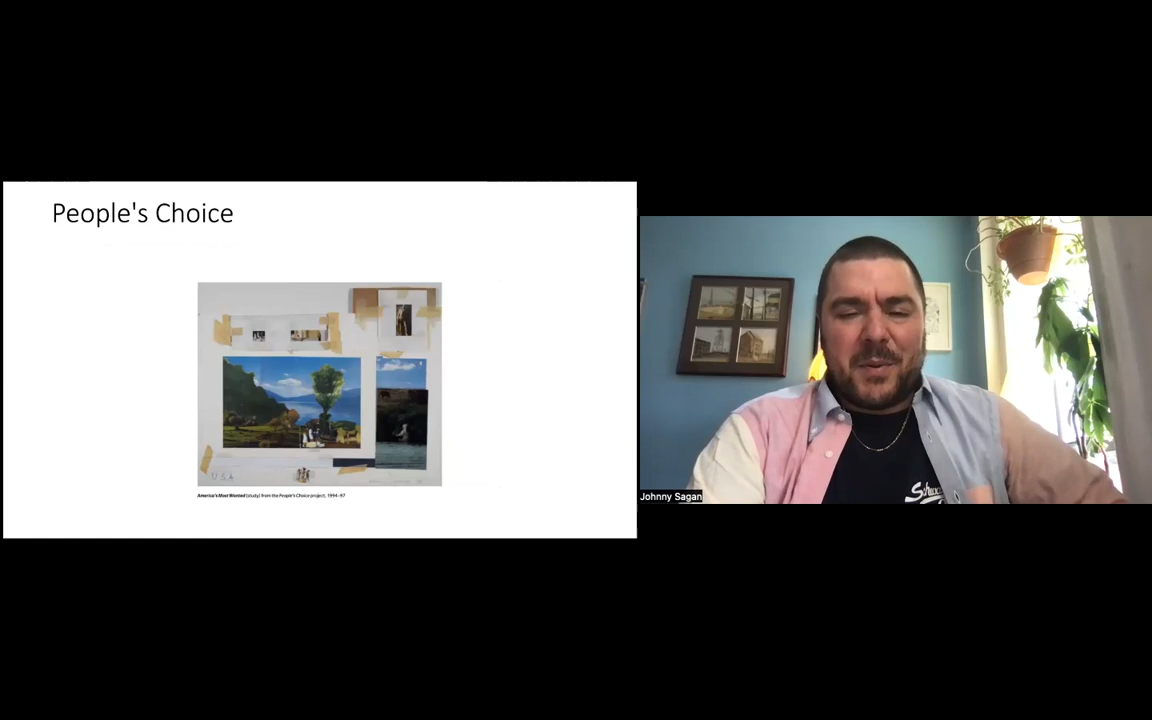 People's Choice
U.S.A
America's Most Wanted (study) from the People's Choice project, 1994-97
Johnny Sagan